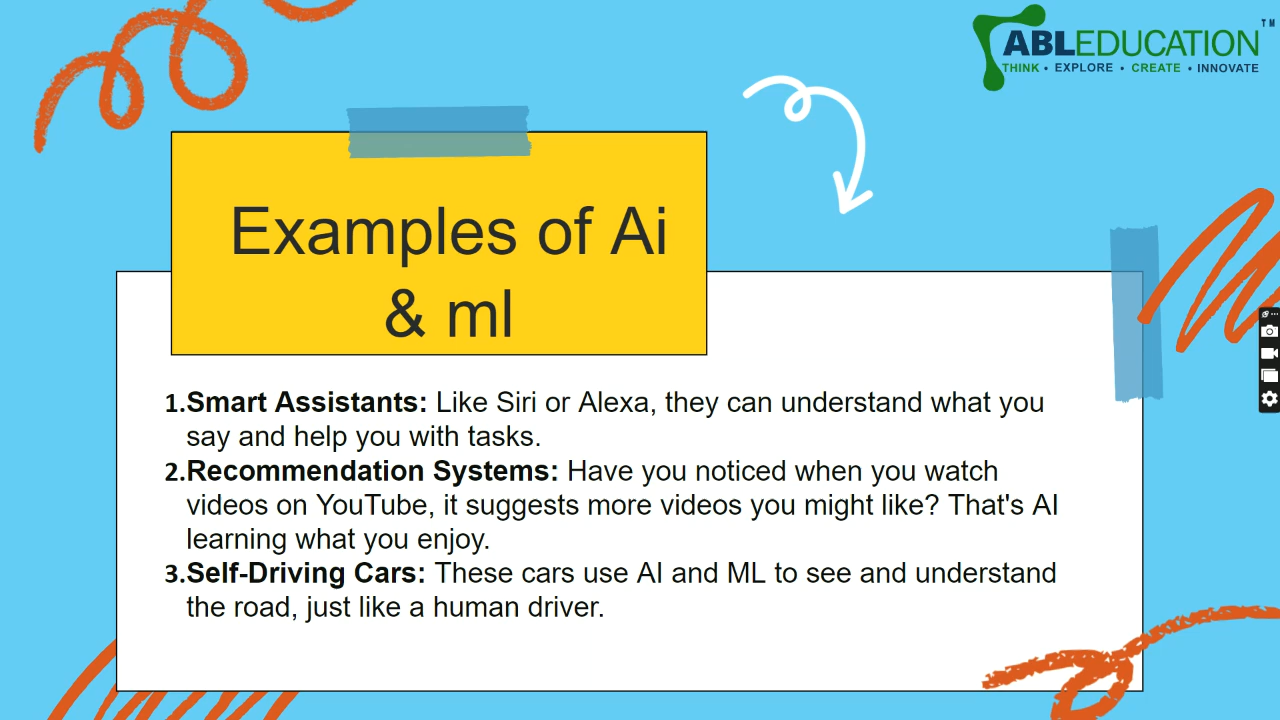 ABLEDUCATION™
THINK • EXPLORE • CREATE • INNOVATE
Examples of Ai
& ml
1.Smart Assistants: Like Siri or Alexa, they can understand what you
say and help you with tasks.
2.Recommendation Systems: Have you noticed when you watch
videos on YouTube, it suggests more videos you might like? That's AI
learning what you enjoy.
3.Self-Driving Cars: These cars use AI and ML to see and understand
the road, just like a human driver.